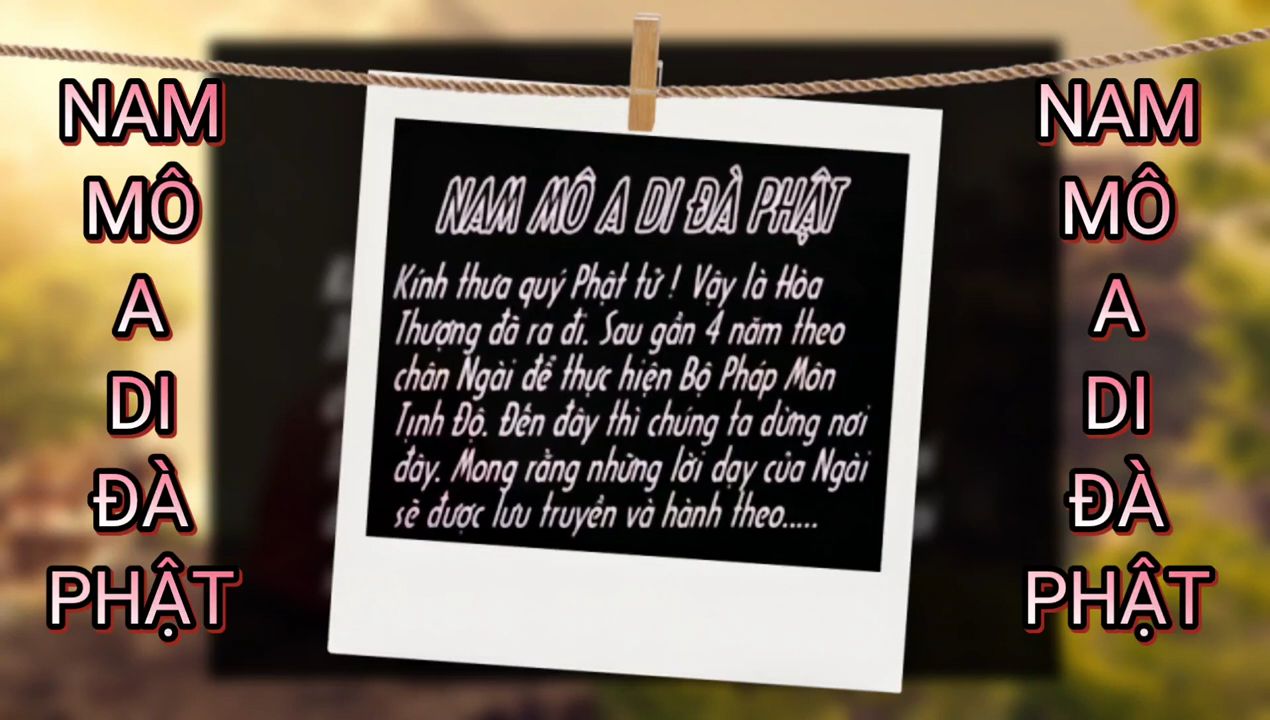 NAM
MÔ
A
DI
ĐÀ
PHẬT
NAM MÔ A DI ĐÀ PHẬT
Kính thưa quý Phật tử ! Vậy là Hòa
Thượng đã ra đi. Sau gần 4 năm theo
chân Ngài để thực hiện Bộ Pháp Môn
Tịnh Độ. Đến đây thì chúng ta dừng nơi
đây. Mong rằng những lời dạy của Ngài
sẽ được lưu truyền và hành theo.....
NAM
MÔ
A
DI
ĐÀ
PHẬT